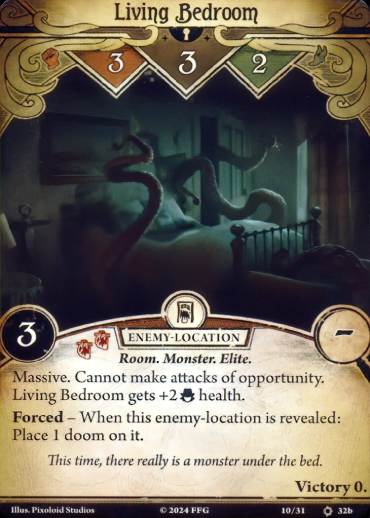 Living Bedroom
3 3 2
3 -
ENEMY-LOCATION
Room. Monster. Elite.
Massive. Cannot make attacks of opportunity.
Living Bedroom gets +2 health.
Forced – When this enemy-location is revealed:
Place 1 doom on it.
This time, there really is a monster under the bed.
Victory 0.
Illus. Pixoloid Studios © 2024 FFG 10/31 32b